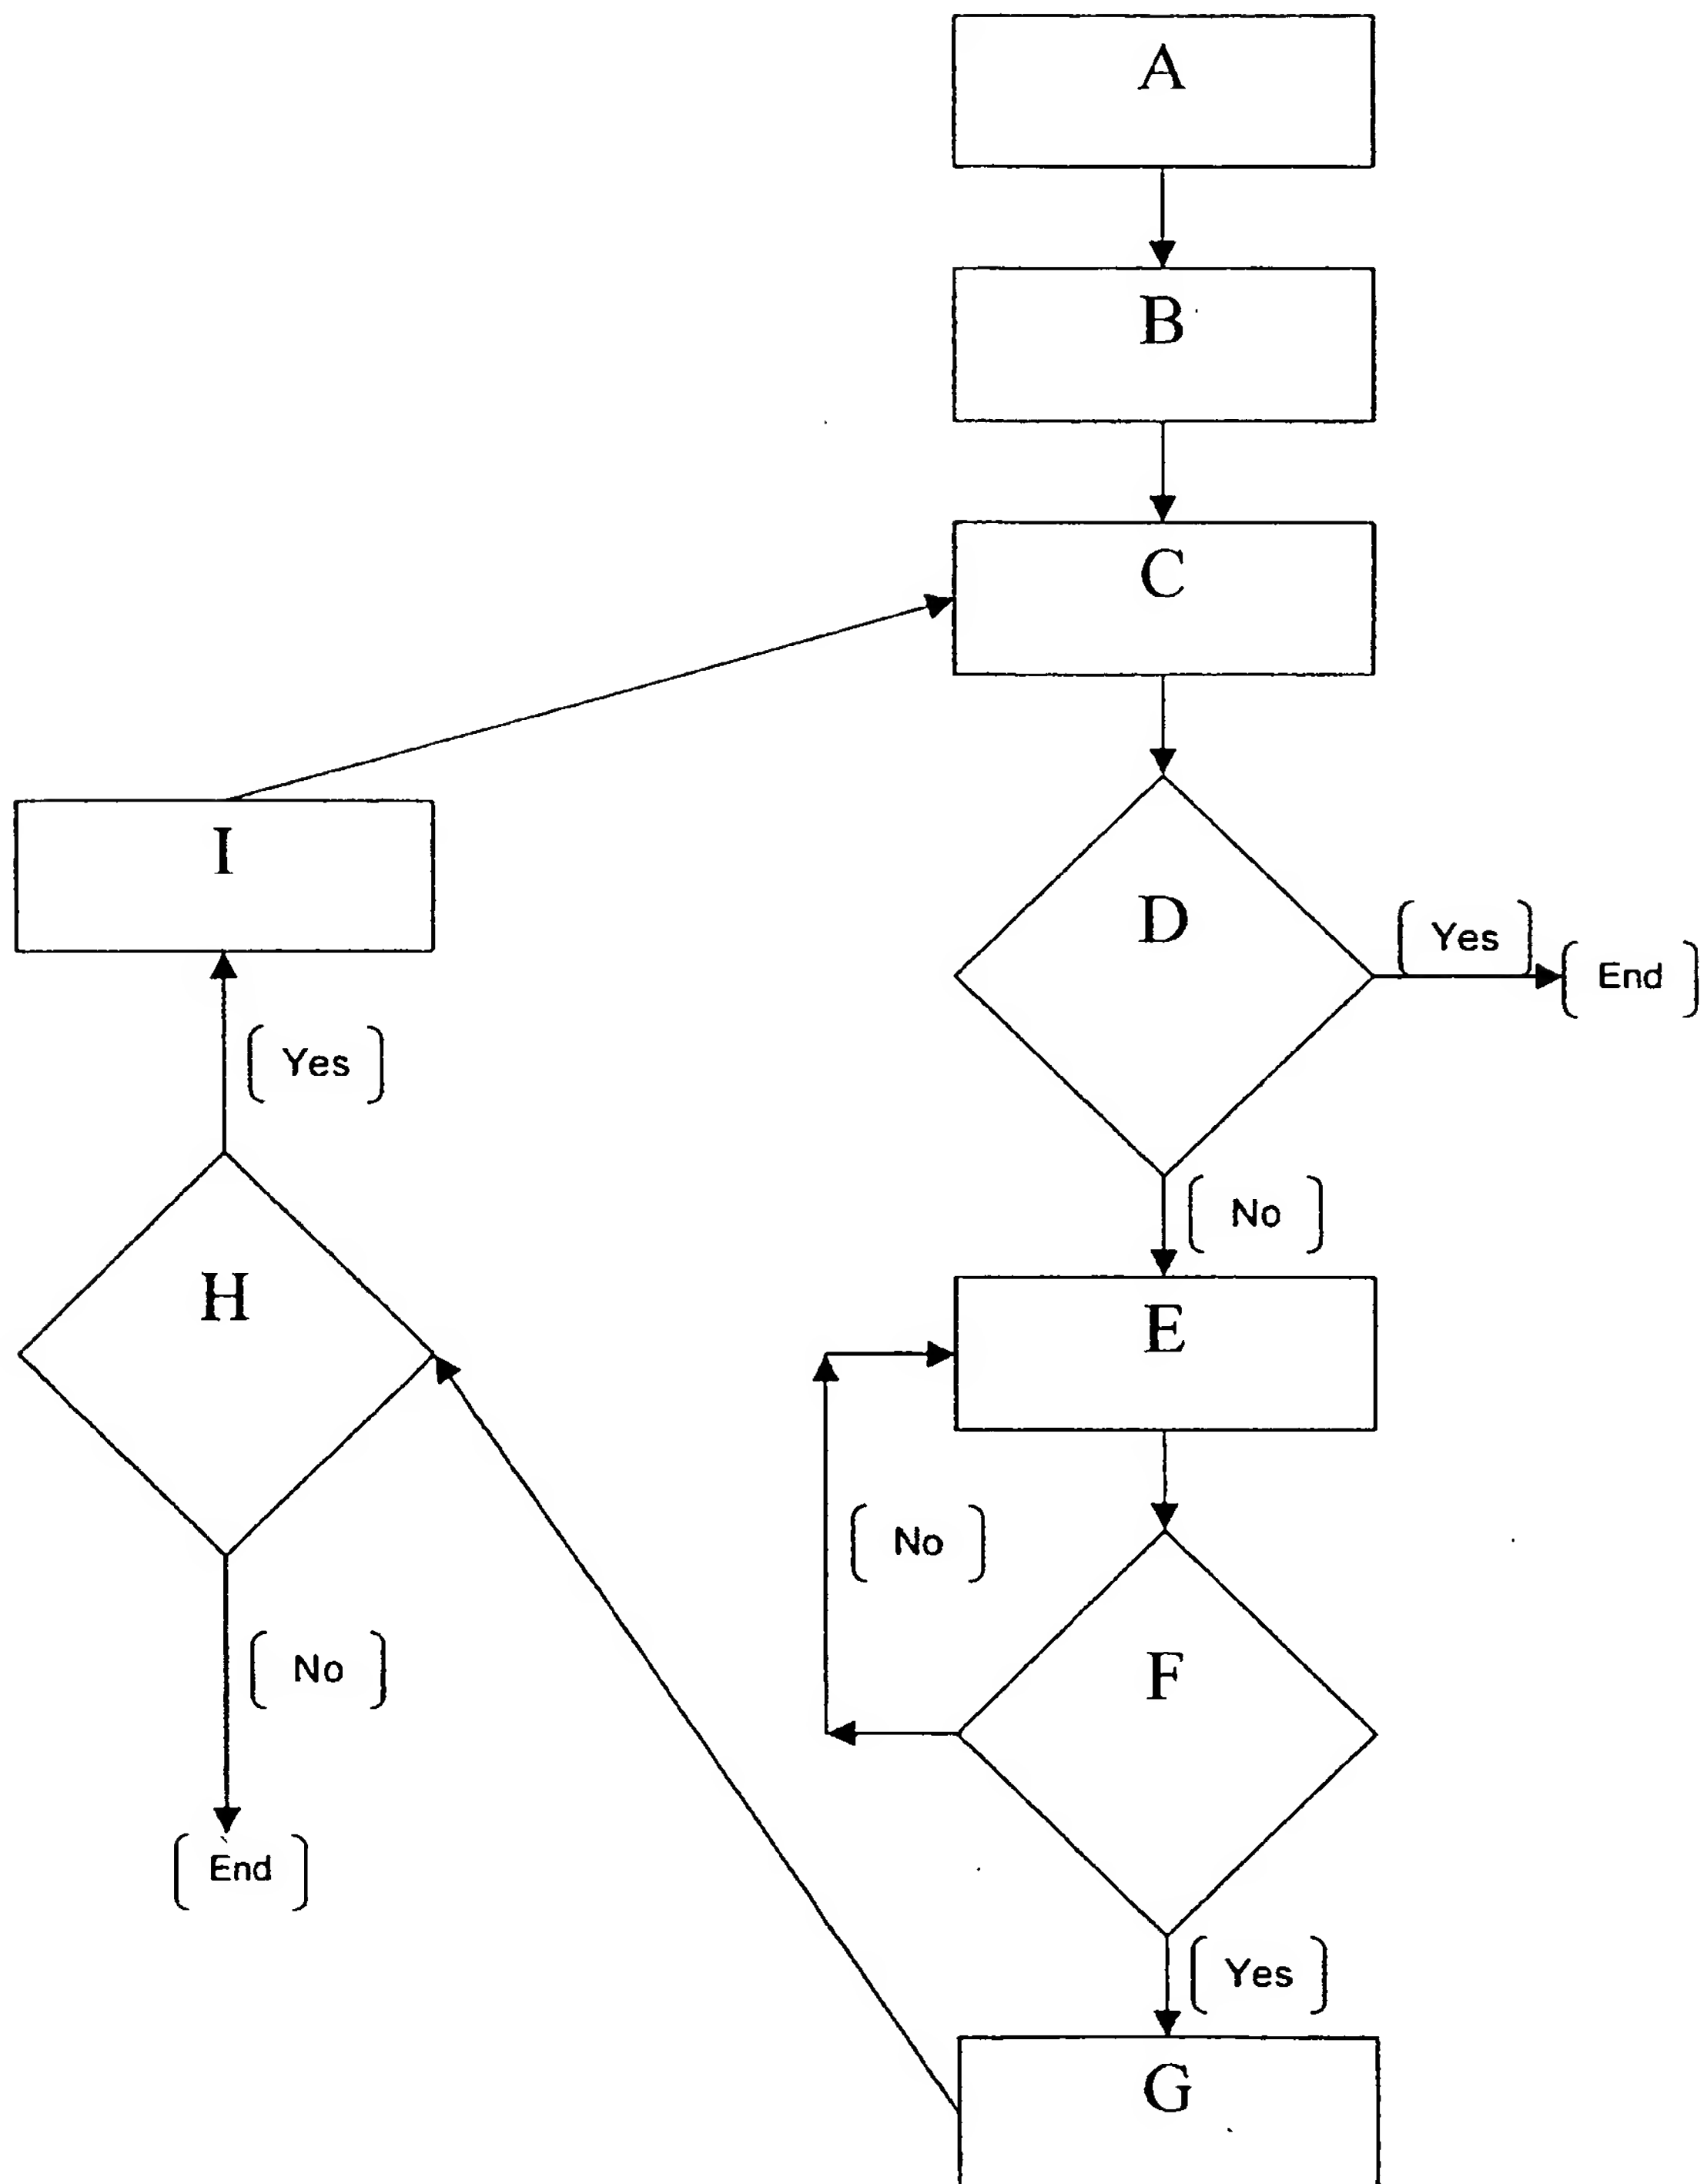 A
B
C
I
D
[ Yes ]
[ End ]
[ Yes ]
[ No ]
H
E
[ No ]
[ No ]
F
[ End ]
[ Yes ]
G